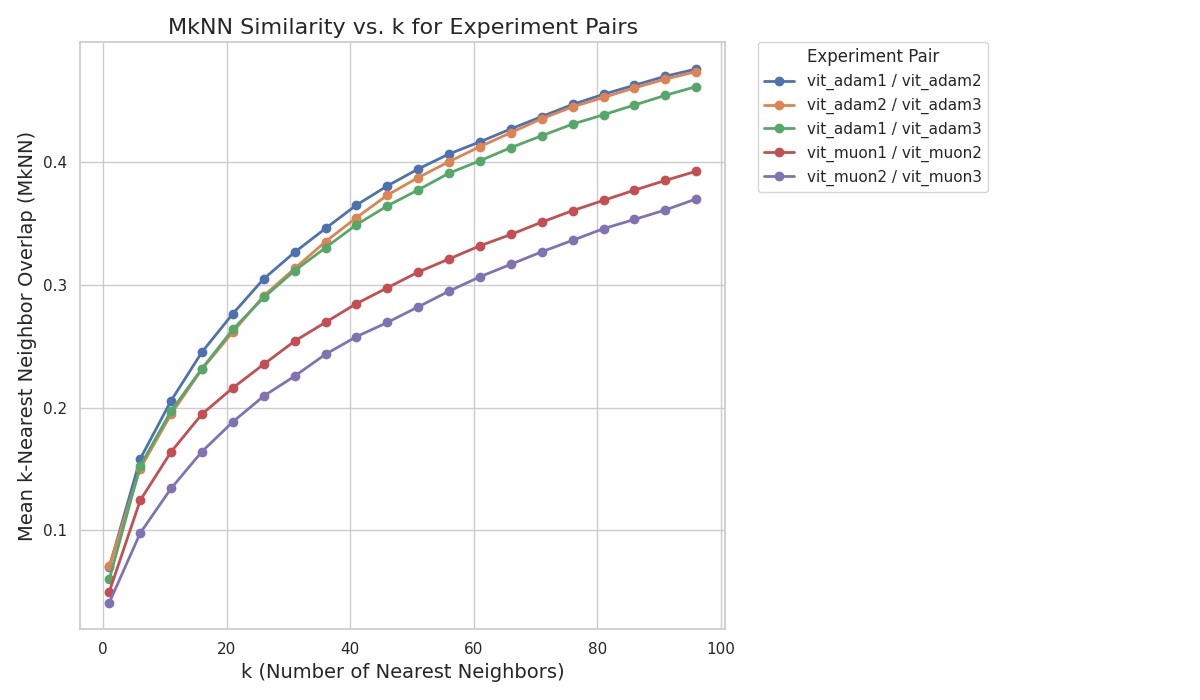 MkNN Similarity vs. k for Experiment Pairs
Mean k-Nearest Neighbor Overlap (MkNN)
0.4
0.3
0.2
0.1
0
20
40
60
80
100
k (Number of Nearest Neighbors)
Experiment Pair
vit_adam1 / vit_adam2
vit_adam2 / vit_adam3
vit_adam1 / vit_adam3
vit_muon1 / vit_muon2
vit_muon2 / vit_muon3